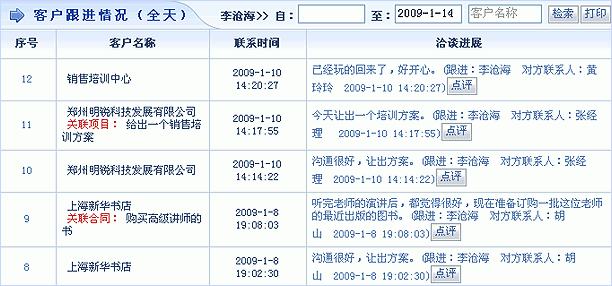 客户跟进情况（全天） 李沧海>> 自： 至：2009-1-14 客户名称 检索 打印
序号 客户名称 联系时间 洽谈进展
12 销售培训中心 2009-1-10 14:20:27 已经玩的回来了，好开心。(跟进：李沧海 对方联系人：黄
玲玲 2009-1-10 14:20:27) 点评
11 郑州明锐科技发展有限公司 2009-1-10 14:17:55 今天让出一个培训方案。(跟进：李沧海 对方联系人：张经
关联项目： 给出一个销售培 理 2009-1-10 14:17:55) 点评
训方案
10 郑州明锐科技发展有限公司 2009-1-10 14:14:22 沟通很好，让出方案。(跟进：李沧海 对方联系人：张经
理 2009-1-10 14:14:22) 点评
9 上海新华书店 2009-1-8 19:08:03 听完老师的演讲后，都觉得很好，现在准备订购一批这位老师
关联合同： 购买高级讲师的 的最近出版的图书。(跟进：李沧海 对方联系人：胡
书 山 2009-1-8 19:08:03) 点评
8 上海新华书店 2009-1-8 19:02:30 沟通很好，让出方案。(跟进：李沧海 对方联系人：胡
山 2009-1-8 19:02:30) 点评